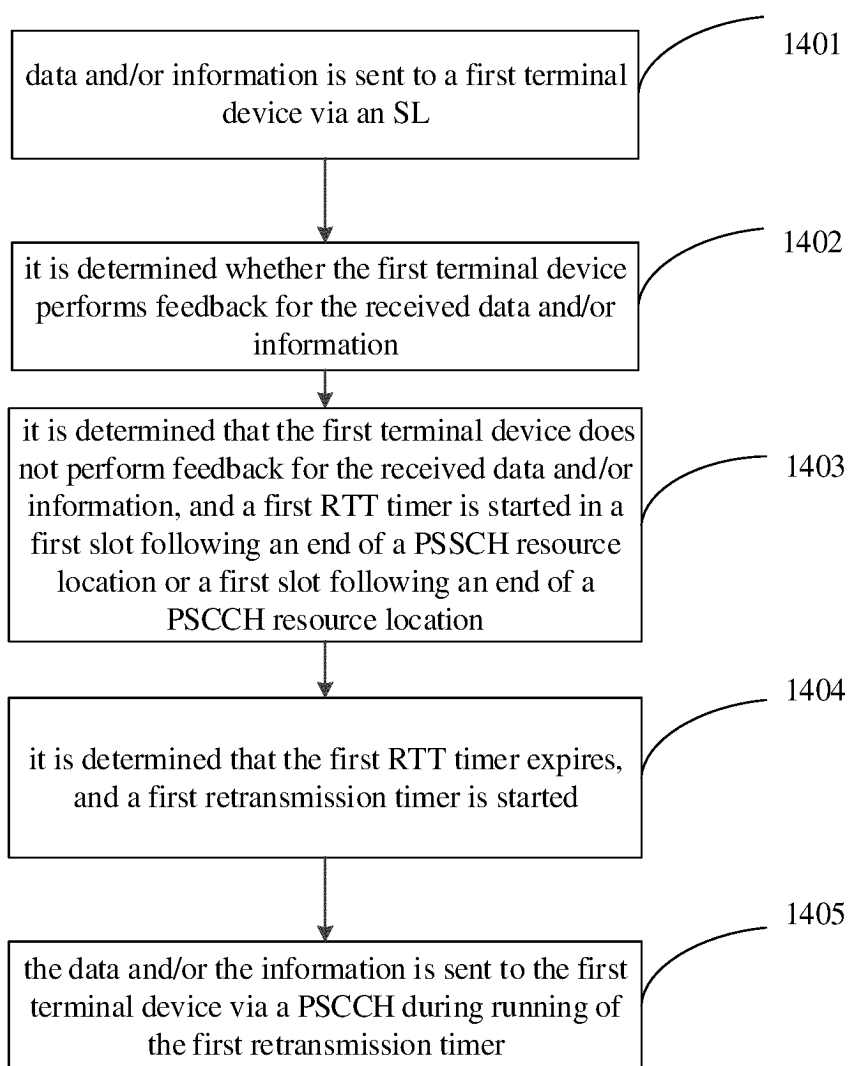 data and/or information is sent to a first terminal
device via an SL
1401
it is determined whether the first terminal device
performs feedback for the received data and/or
information
1402
it is determined that the first terminal device does
not perform feedback for the received data and/or
information, and a first RTT timer is started in a
first slot following an end of a PSSCH resource
location or a first slot following an end of a
PSCCH resource location
1403
it is determined that the first RTT timer expires,
and a first retransmission timer is started
1404
the data and/or the information is sent to the first
terminal device via a PSCCH during running of
the first retransmission timer
1405